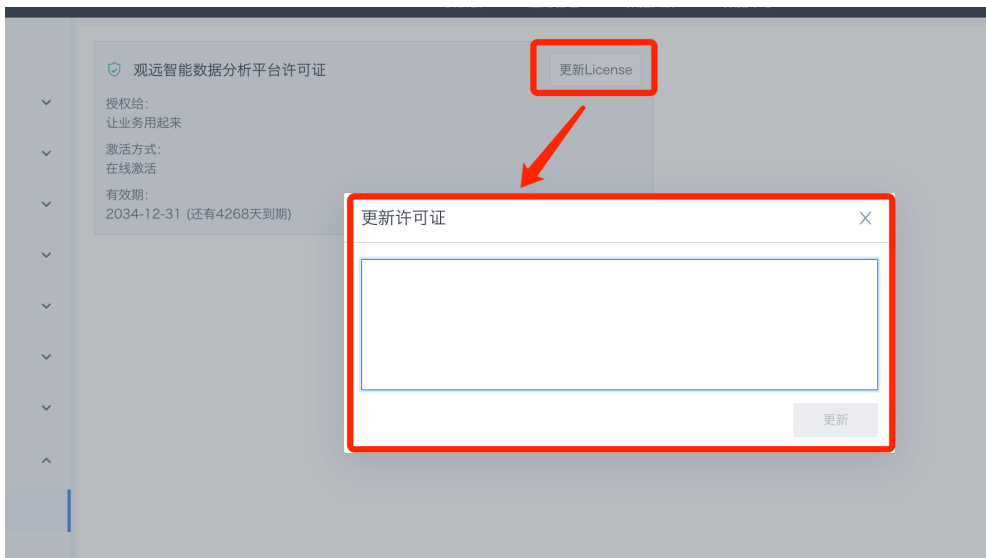 观远智能数据分析平台许可证
更新License
授权给:
让业务用起来
激活方式:
在线激活
有效期:
2034-12-31 (还有4268天到期)
更新许可证
更新